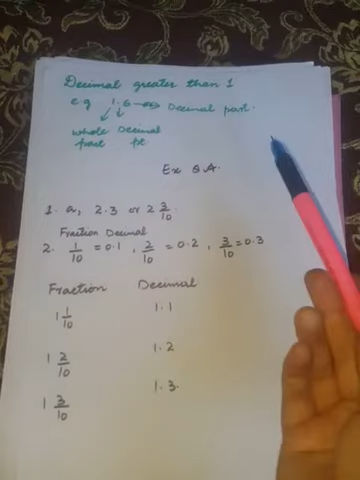 Decimal greater than 1
e.g 1.6 → Decimal part.
whole Decimal
part pt
Ex 8A.
1. a, 2.3 or 2 3/10
Fraction Decimal
2. 1/10 = 0.1, 2/10 = 0.2, 3/10 = 0.3
Fraction Decimal
1 1/10 1.1
1 2/10 1.2
1 3/10 1.3